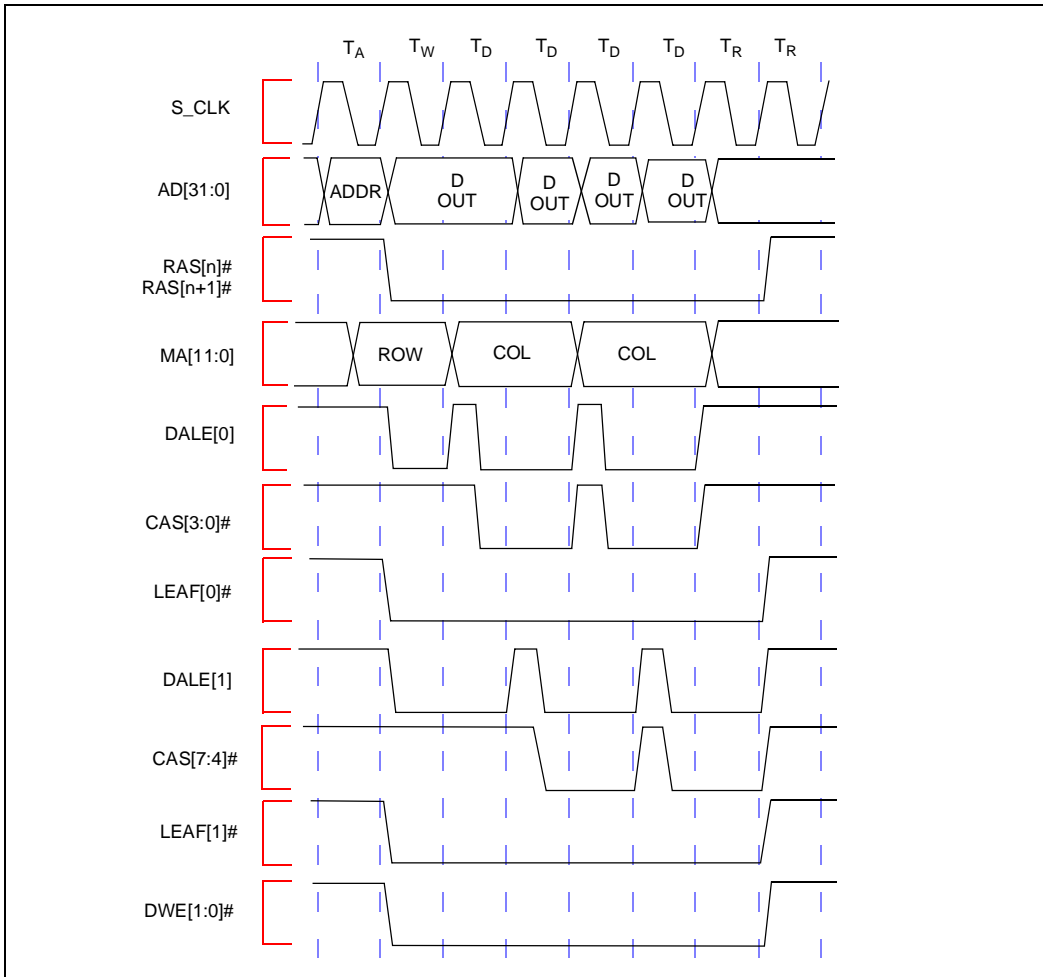 T_A T_W T_D T_D T_D T_D T_R T_R
S_CLK
AD[31:0]
ADDR
D
OUT
D
OUT
D
OUT
D
OUT
RAS[n]#
RAS[n+1]#
MA[11:0]
ROW
COL
COL
DALE[0]
CAS[3:0]#
LEAF[0]#
DALE[1]
CAS[7:4]#
LEAF[1]#
DWE[1:0]#